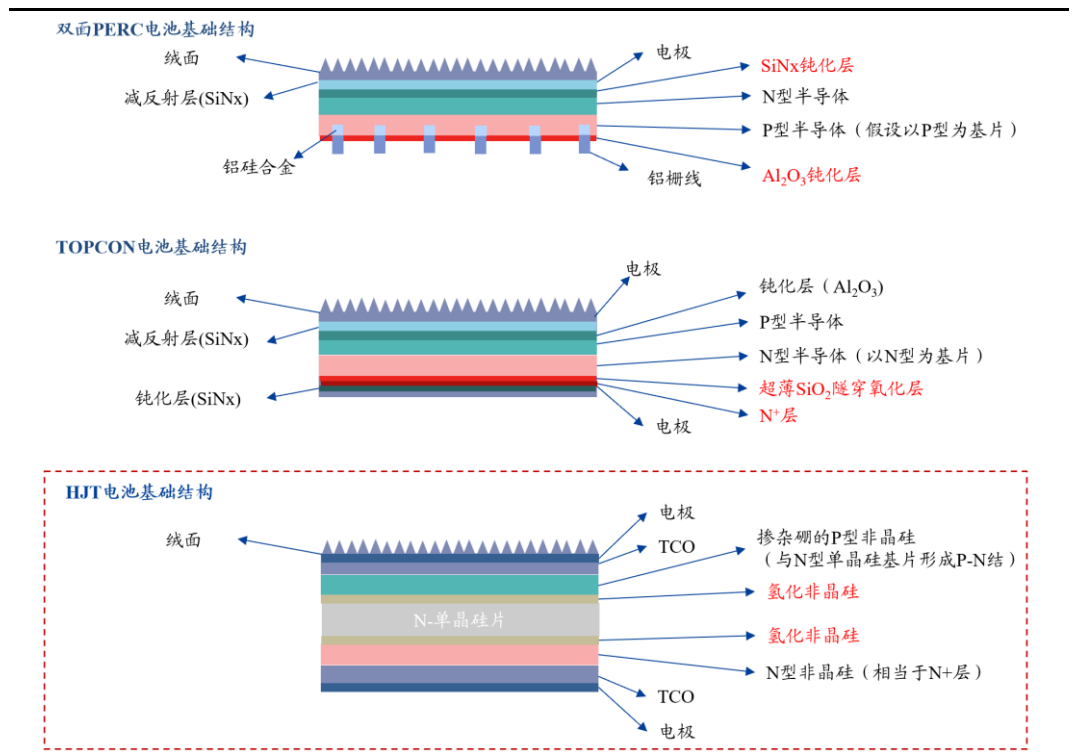 双面PERC电池基础结构
绒面
电极
SiNx钝化层
减反射层(SiNx)
N型半导体
P型半导体（假设以P型为基片）
铝硅合金
铝栅线
Al₂O₃钝化层
TOPCON电池基础结构
电极
绒面
钝化层（Al₂O₃)
减反射层(SiNx)
P型半导体
N型半导体（以N型为基片）
超薄SiO₂隧穿氧化层
钝化层(SiNx)
N⁺层
电极
HJT电池基础结构
电极
绒面
TCO
掺杂硼的P型非晶硅
（与N型单晶硅基片形成P-N结）
氢化非晶硅
N-单晶硅片
氢化非晶硅
N型非晶硅（相当于N+层）
TCO
电极